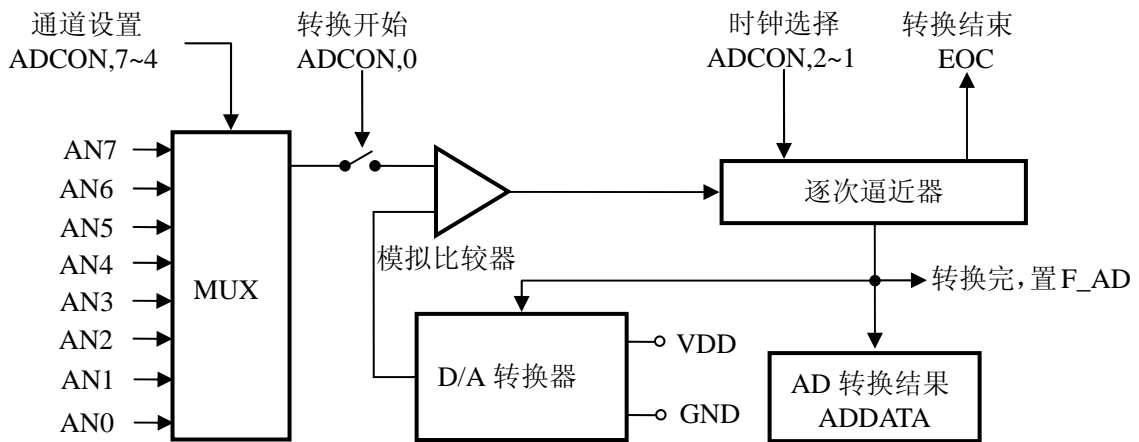 通道设置
ADCON,7~4
转换开始
ADCON,0
时钟选择
ADCON,2~1
转换结束
EOC
AN7
AN6
AN5
AN4
AN3
AN2
AN1
AN0
MUX
模拟比较器
逐次逼近器
转换完，置F_AD
D/A 转换器
VDD
GND
AD 转换结果
ADDATA